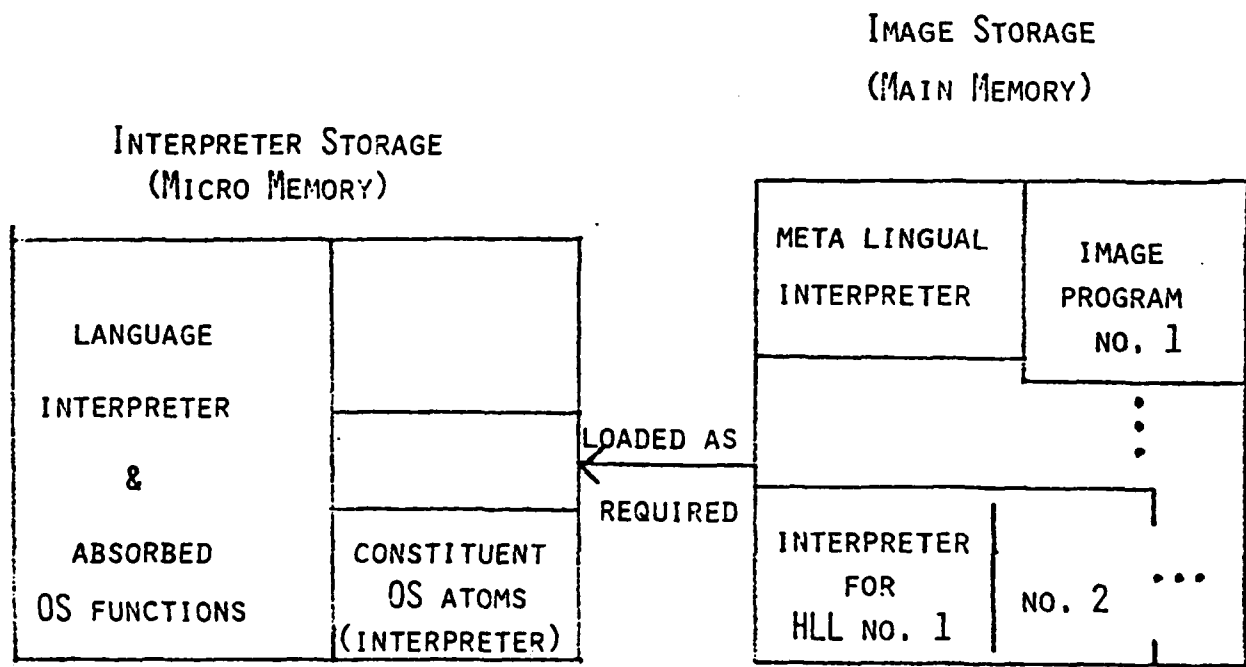 IMAGE STORAGE
(MAIN MEMORY)
INTERPRETER STORAGE
(MICRO MEMORY)
LANGUAGE
INTERPRETER
&
ABSORBED
OS FUNCTIONS
CONSTITUENT
OS ATOMS
(INTERPRETER)
LOADED AS
REQUIRED
META LINGUAL
INTERPRETER
IMAGE
PROGRAM
NO. 1
INTERPRETER
FOR
HLL NO. 1
NO. 2